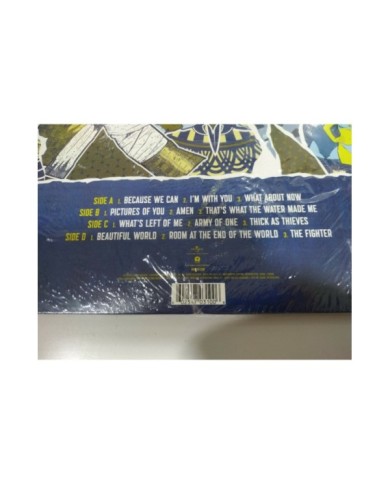 SIDE A 1. BECAUSE WE CAN 2. I'M WITH YOU 3. WHAT ABOUT NOW
SIDE B 1. PICTURES OF YOU 2. AMEN 3. THAT'S WHAT THE WATER MADE ME
SIDE C 1. WHAT'S LEFT OF ME 2. ARMY OF ONE 3. THICK AS THIEVES
SIDE D 1. BEAUTIFUL WORLD 2. ROOM AT THE END OF THE WORLD 3. THE FIGHTER